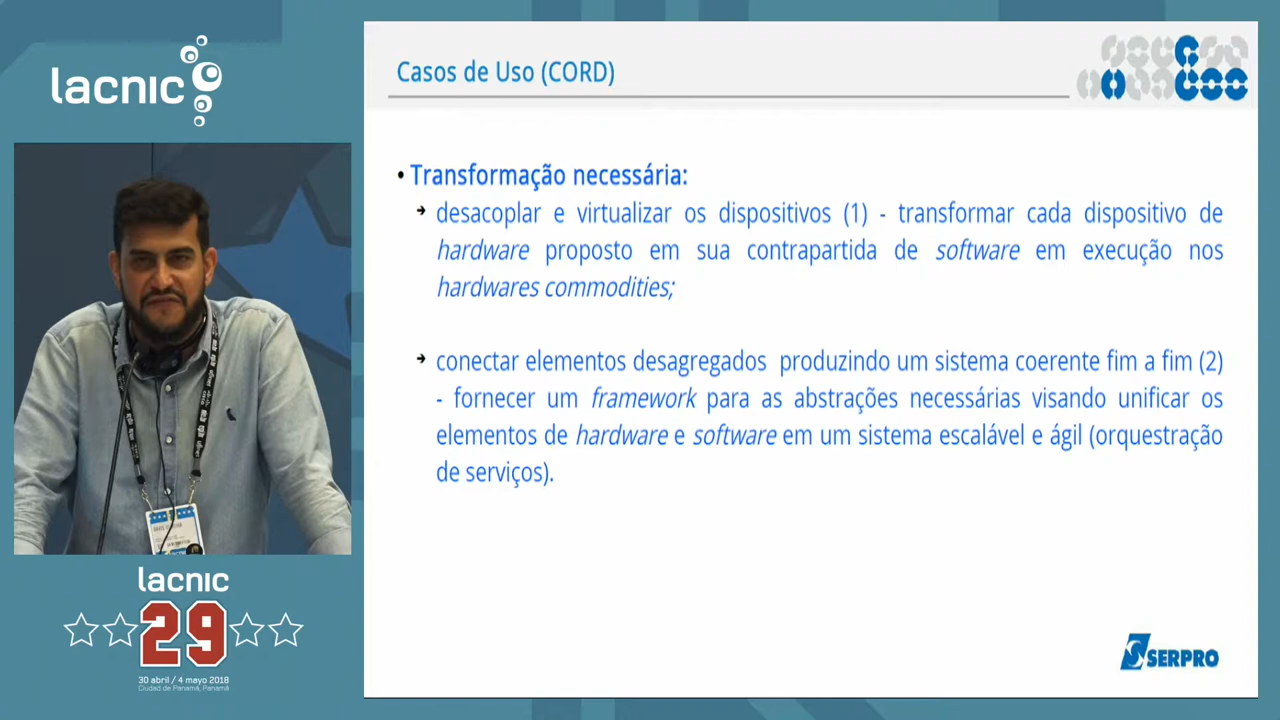 lacnic
Casos de Uso (CORD)
• Transformação necessária:
desacoplar e virtualizar os dispositivos (1) - transformar cada dispositivo de
hardware proposto em sua contrapartida de software em execução nos
hardwares commodities;
conectar elementos desagregados produzindo um sistema coerente fim a fim (2)
- fornecer um framework para as abstrações necessárias visando unificar os
elementos de hardware e software em um sistema escalável e ágil (orquestração
de serviços).
lacnic
29
30 abril / 4 mayo 2018
Ciudad de Panamá, Panamá
SERPRO